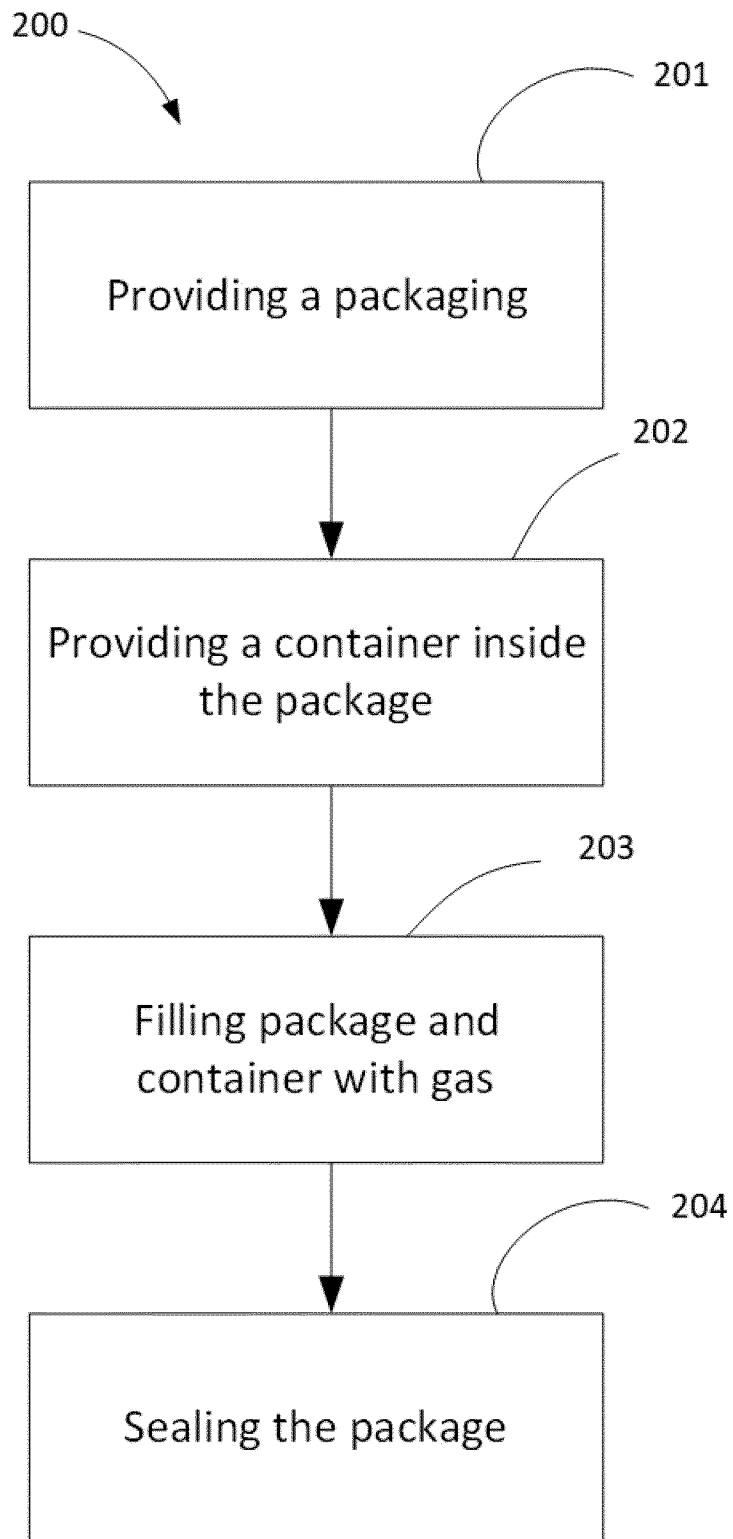 200
201
Providing a packaging
202
Providing a container inside
the package
203
Filling package and
container with gas
204
Sealing the package